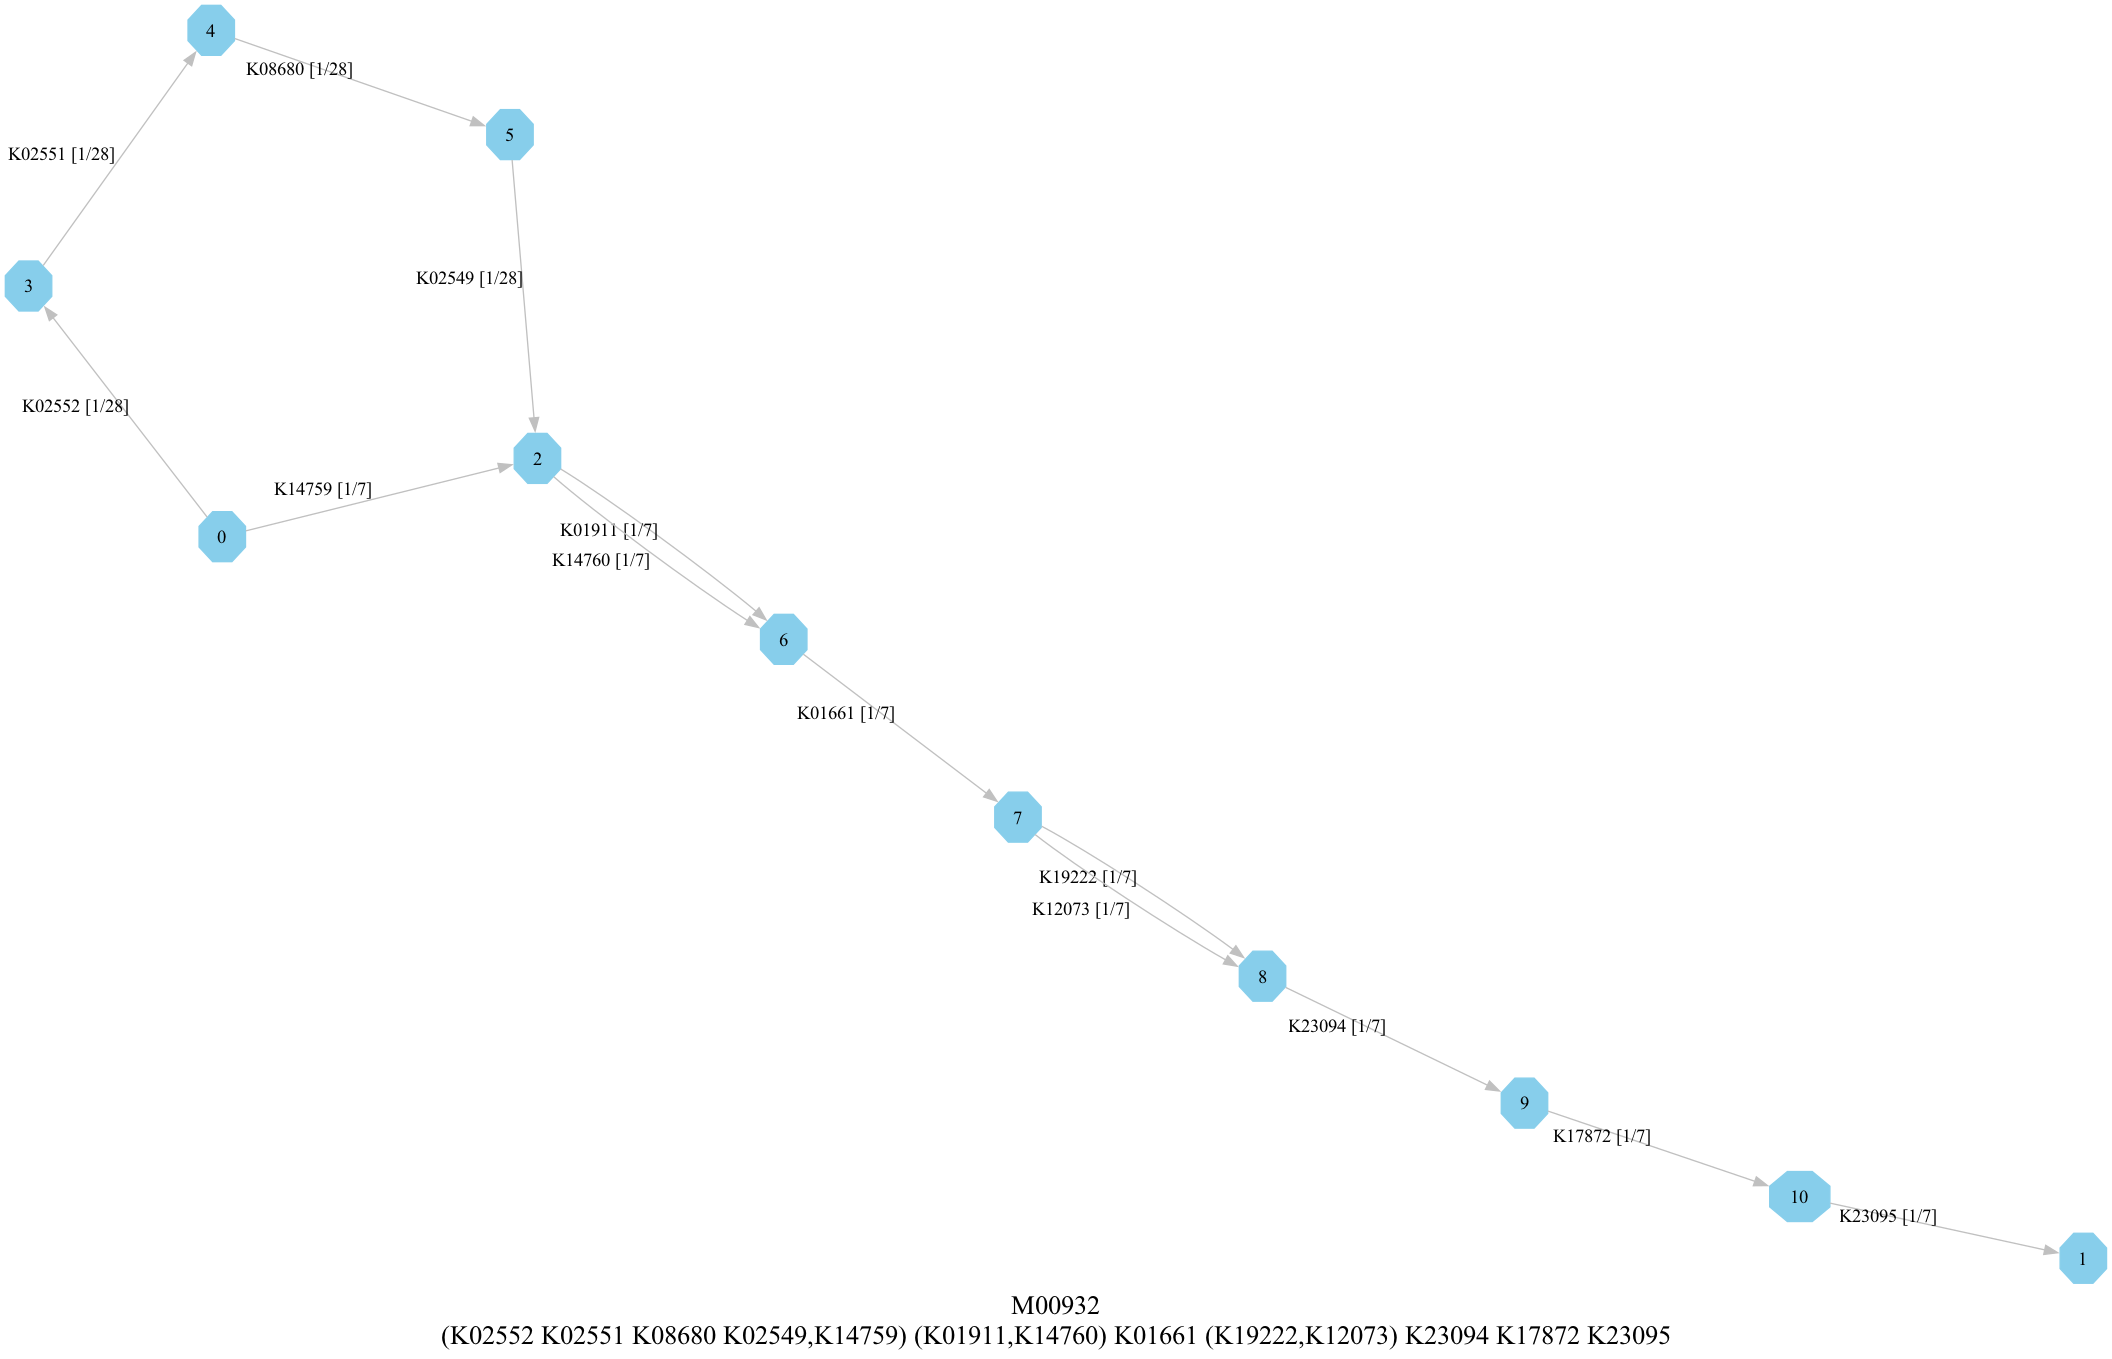 4
K08680 [1/28]
5
K02551 [1/28]
K02549 [1/28]
3
K02552 [1/28]
2
K14759 [1/7]
0
K01911 [1/7]
K14760 [1/7]
6
K01661 [1/7]
7
K19222 [1/7]
K12073 [1/7]
8
K23094 [1/7]
9
K17872 [1/7]
10
K23095 [1/7]
1
M00932
(K02552 K02551 K08680 K02549,K14759) (K01911,K14760) K01661 (K19222,K12073) K23094 K17872 K23095